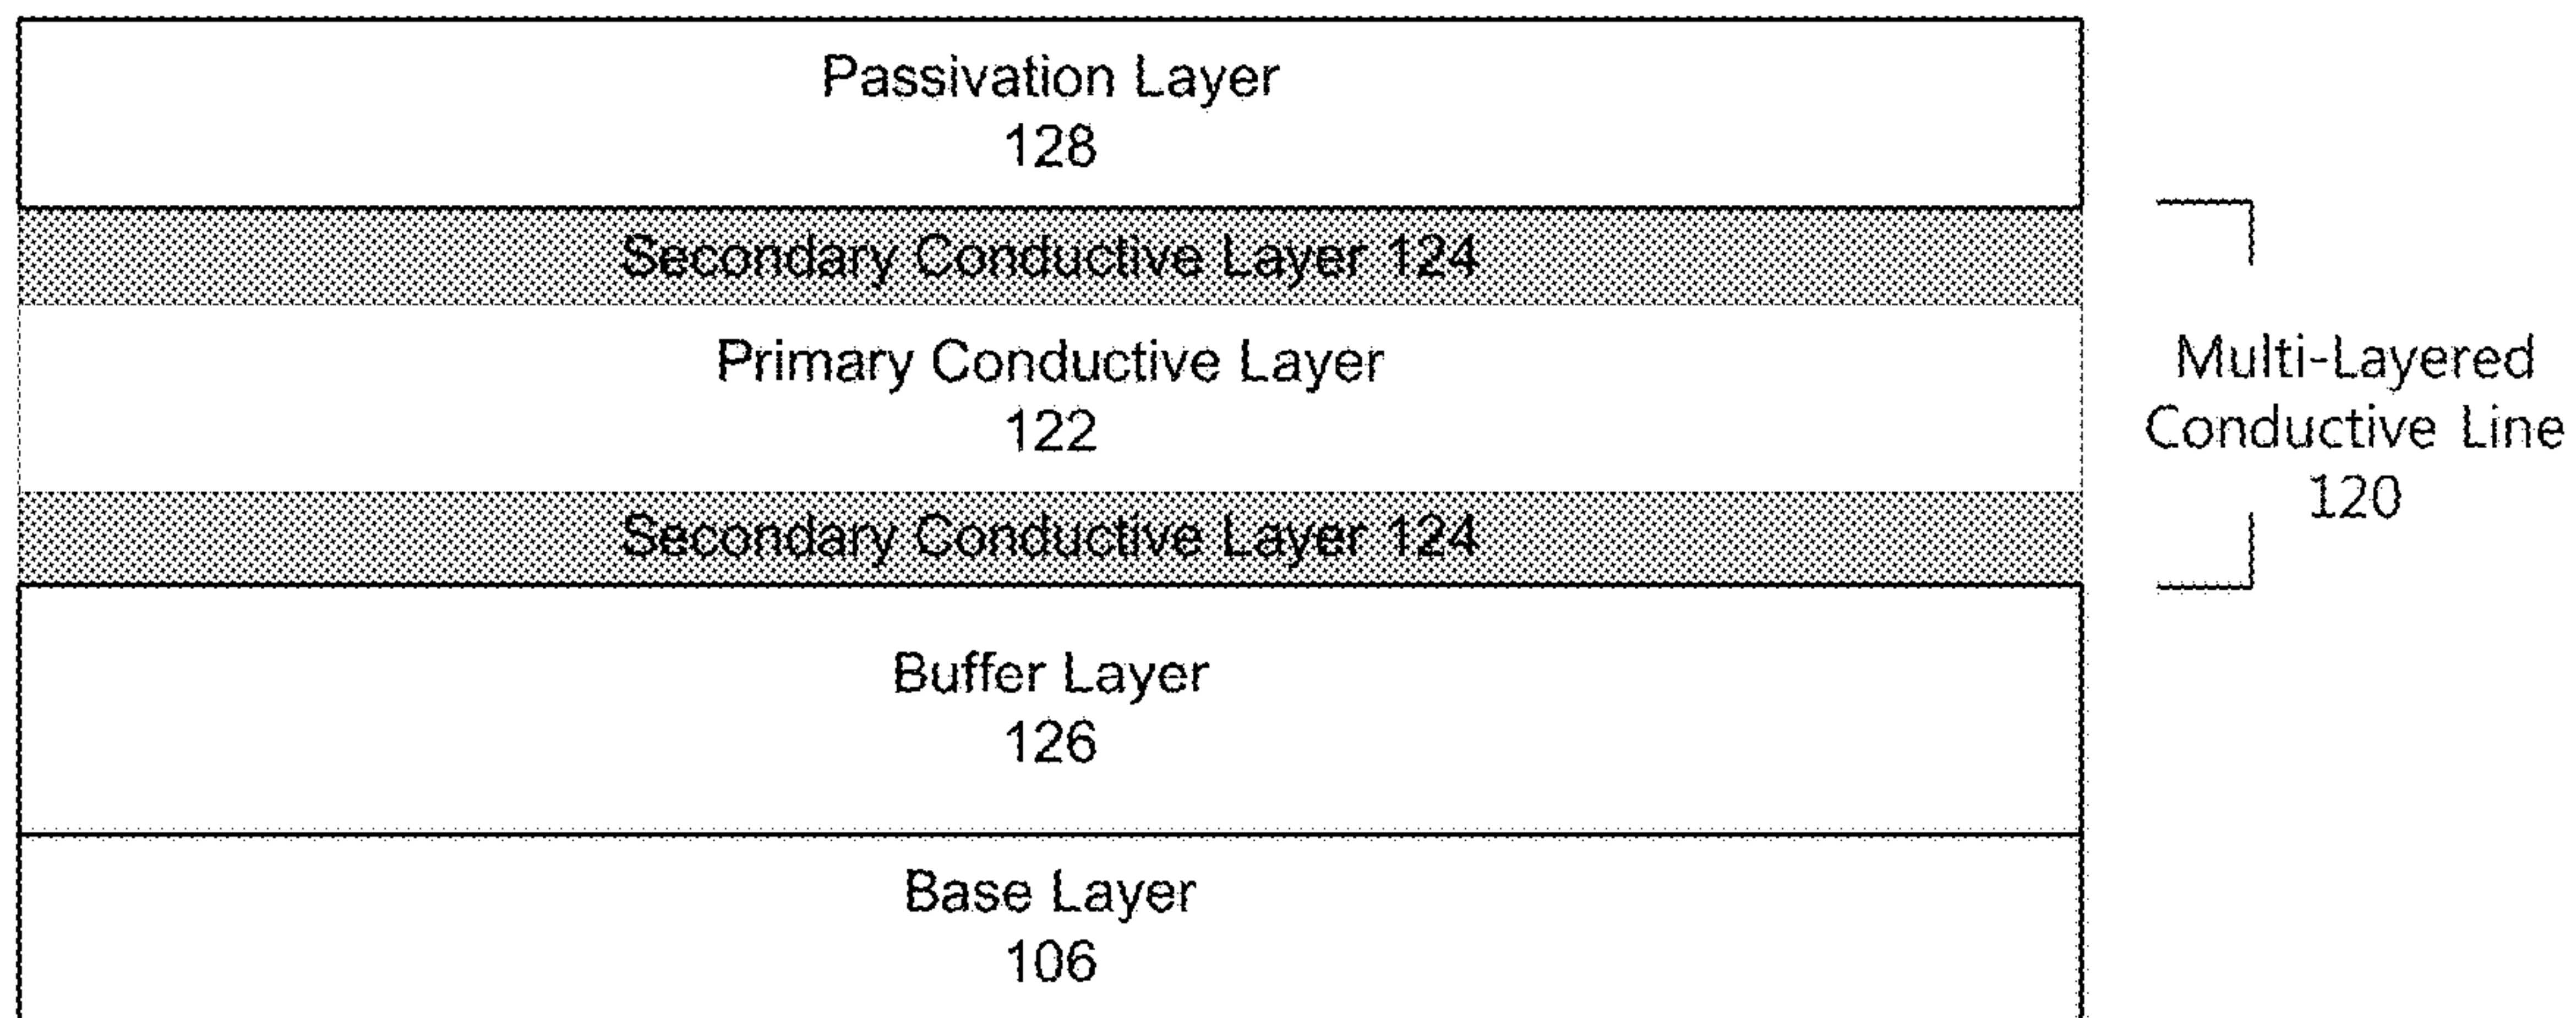 Passivation Layer
128
Secondary Conductive Layer 124
Primary Conductive Layer
122
Secondary Conductive Layer 124
Multi-Layered
Conductive Line
120
Buffer Layer
126
Base Layer
106